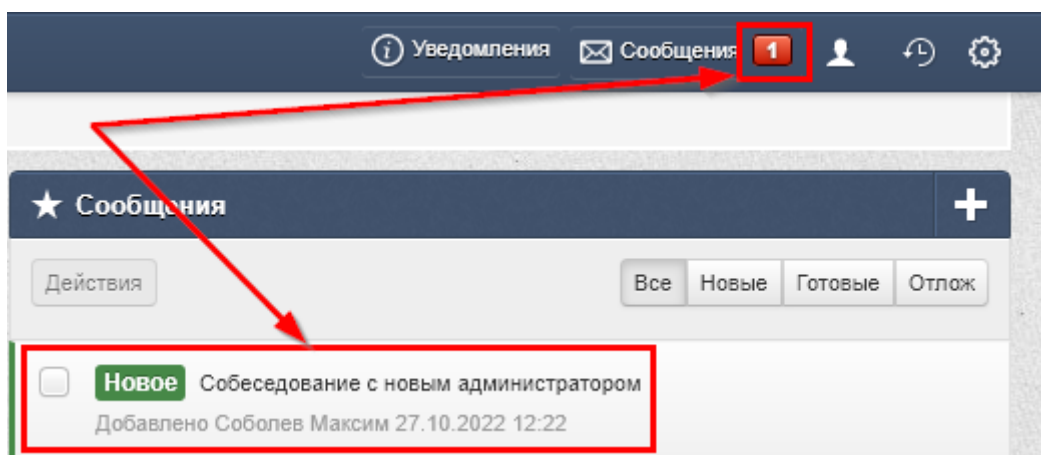 Уведомления Сообщения 1
Сообщения
Действия Все Новые Готовые Отлож
Новое Собеседование с новым администратором
Добавлено Соболев Максим 27.10.2022 12:22